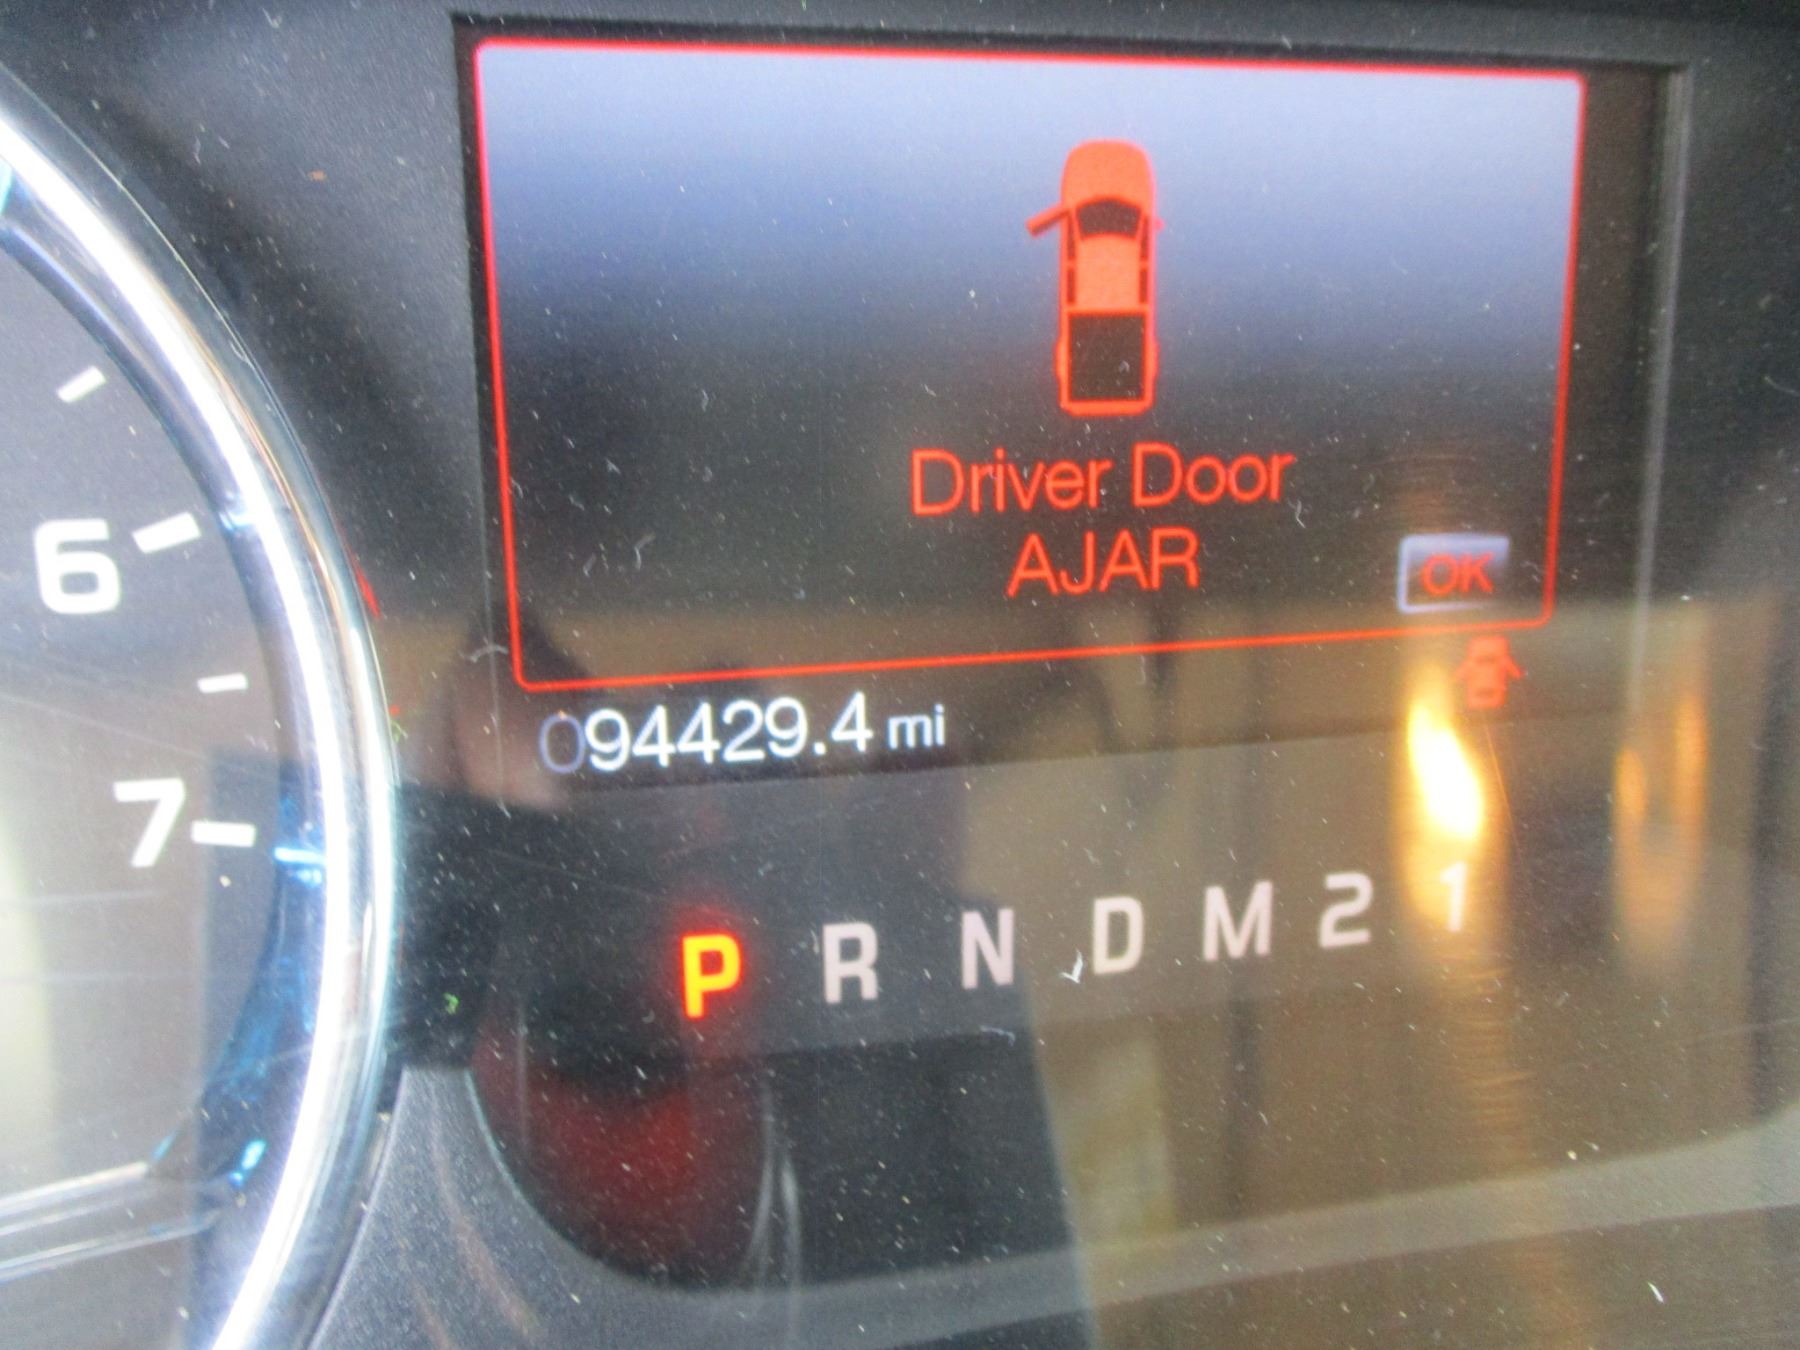 Driver Door
AJAR
OK
6
094429.4 mi
7
P R N D M 2 1